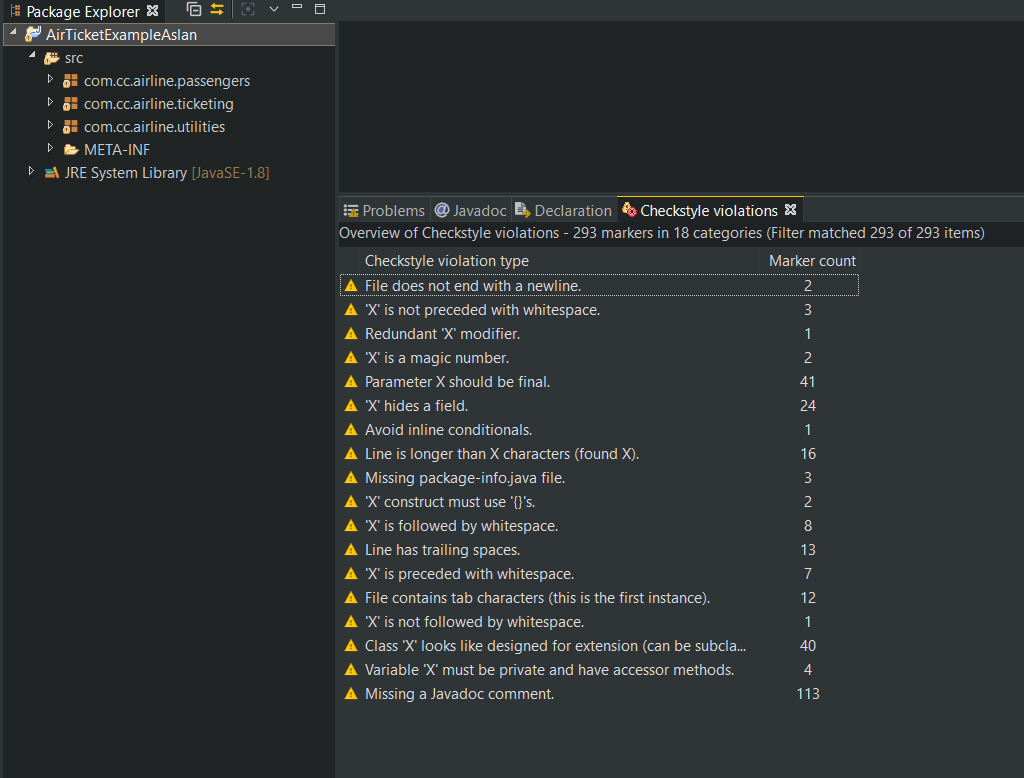 Package Explorer
AirTicketExampleAslan
src
com.cc.airline.passengers
com.cc.airline.ticketing
com.cc.airline.utilities
META-INF
JRE System Library [JavaSE-1.8]
Problems @ Javadoc Declaration Checkstyle violations
Overview of Checkstyle violations - 293 markers in 18 categories (Filter matched 293 of 293 items)
Checkstyle violation type Marker count
File does not end with a newline. 2
'X' is not preceded with whitespace. 3
Redundant 'X' modifier. 1
'X' is a magic number. 2
Parameter X should be final. 41
'X' hides a field. 24
Avoid inline conditionals. 1
Line is longer than X characters (found X). 16
Missing package-info.java file. 3
'X' construct must use '{}'s. 2
'X' is followed by whitespace. 8
Line has trailing spaces. 13
'X' is preceded with whitespace. 7
File contains tab characters (this is the first instance). 12
'X' is not followed by whitespace. 1
Class 'X' looks like designed for extension (can be subcla... 40
Variable 'X' must be private and have accessor methods. 4
Missing a Javadoc comment. 113